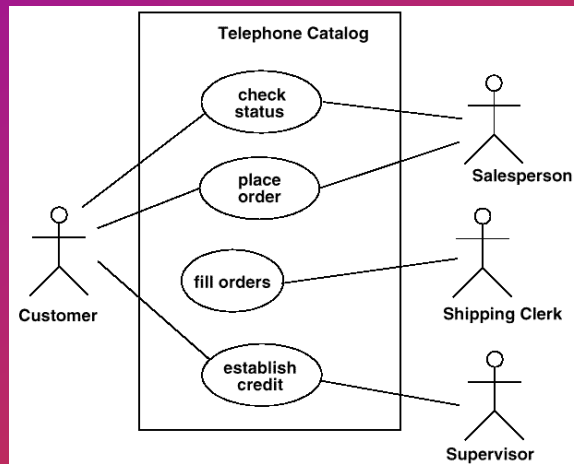 Telephone Catalog
check
status
place
order
fill orders
establish
credit
Customer
Salesperson
Shipping Clerk
Supervisor